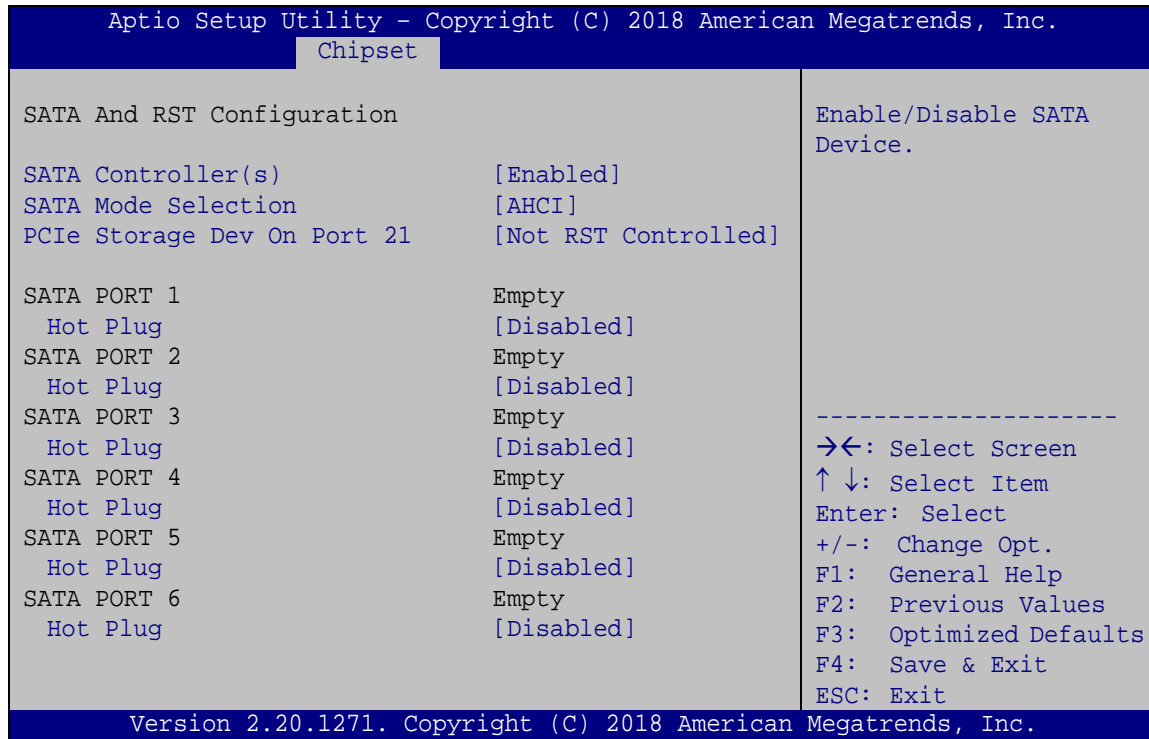 Aptio Setup Utility – Copyright (C) 2018 American Megatrends, Inc.
Chipset
SATA And RST Configuration
SATA Controller(s) [Enabled]
SATA Mode Selection [AHCI]
PCIe Storage Dev On Port 21 [Not RST Controlled]
SATA PORT 1 Empty
Hot Plug [Disabled]
SATA PORT 2 Empty
Hot Plug [Disabled]
SATA PORT 3 Empty
Hot Plug [Disabled]
SATA PORT 4 Empty
Hot Plug [Disabled]
SATA PORT 5 Empty
Hot Plug [Disabled]
SATA PORT 6 Empty
Hot Plug [Disabled]
Enable/Disable SATA
Device.
---------------------
→←: Select Screen
↑ ↓: Select Item
Enter: Select
+/-: Change Opt.
F1: General Help
F2: Previous Values
F3: Optimized Defaults
F4: Save & Exit
ESC: Exit
Version 2.20.1271. Copyright (C) 2018 American Megatrends, Inc.